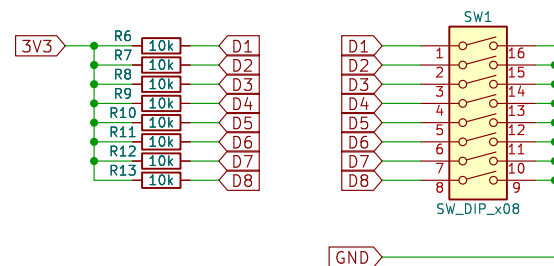 SW1
3V3
R6 10k D1
R7 10k D2
R8 10k D3
R9 10k D4
R10 10k D5
R11 10k D6
R12 10k D7
R13 10k D8
D1 1 16
D2 2 15
D3 3 14
D4 4 13
D5 5 12
D6 6 11
D7 7 10
D8 8 9
SW_DIP_x08
GND